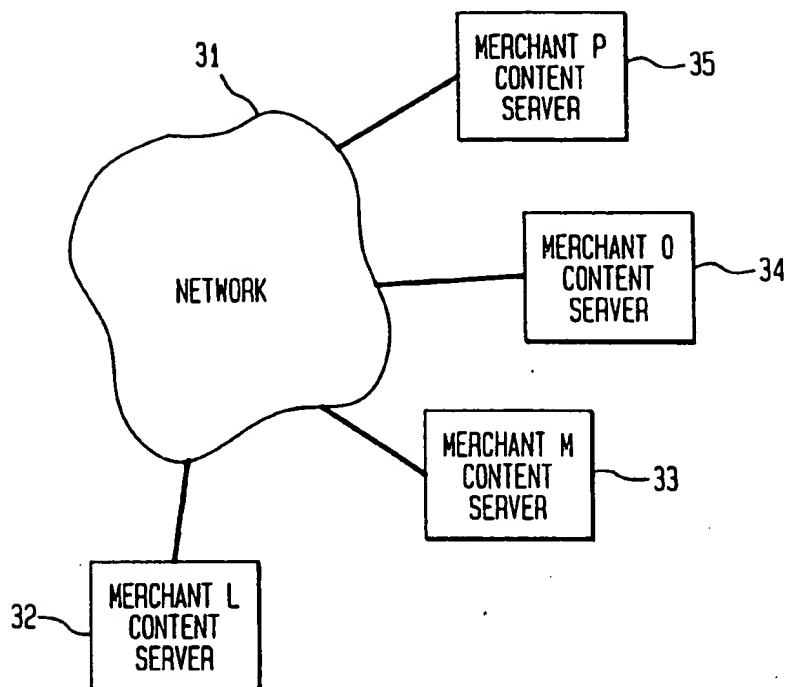 31
MERCHANT P
CONTENT
SERVER
35
MERCHANT O
CONTENT
SERVER
34
NETWORK
MERCHANT M
CONTENT
SERVER
33
MERCHANT L
CONTENT
SERVER
32